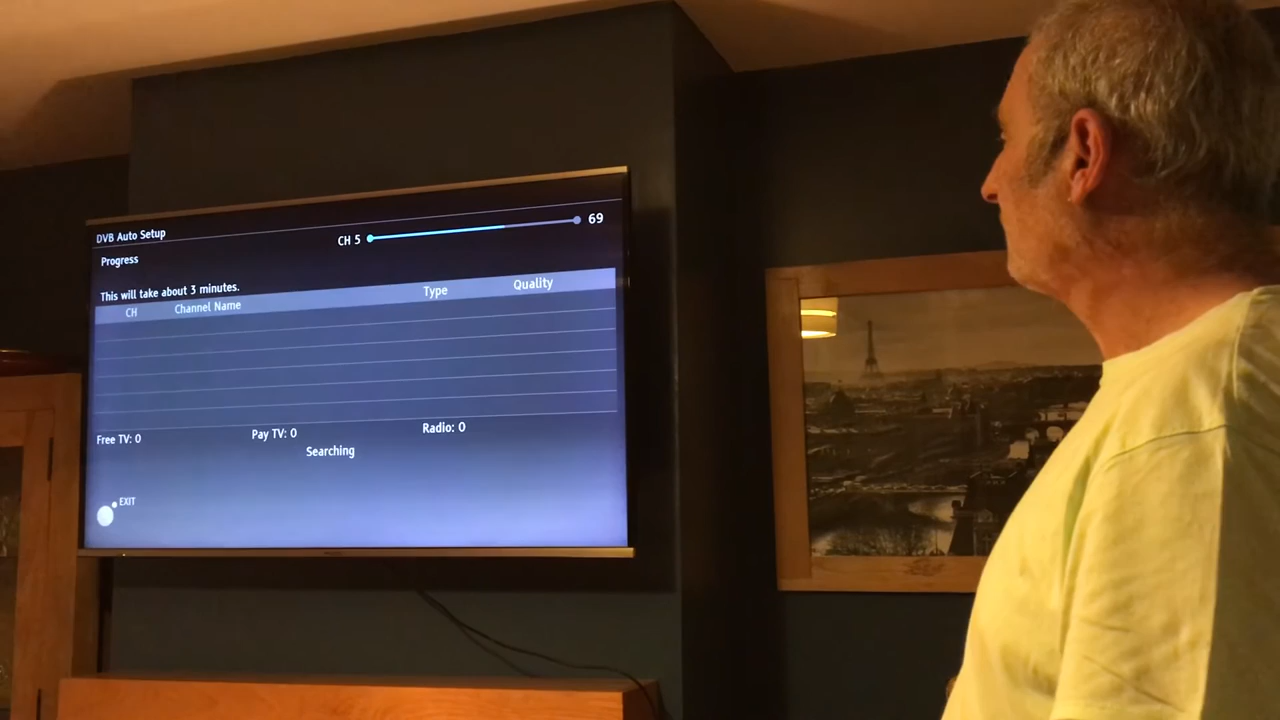 DVB Auto Setup
CH 5 69
Progress
This will take about 3 minutes.
CH Channel Name Type Quality
Free TV: 0 Pay TV: 0 Radio: 0
Searching
EXIT